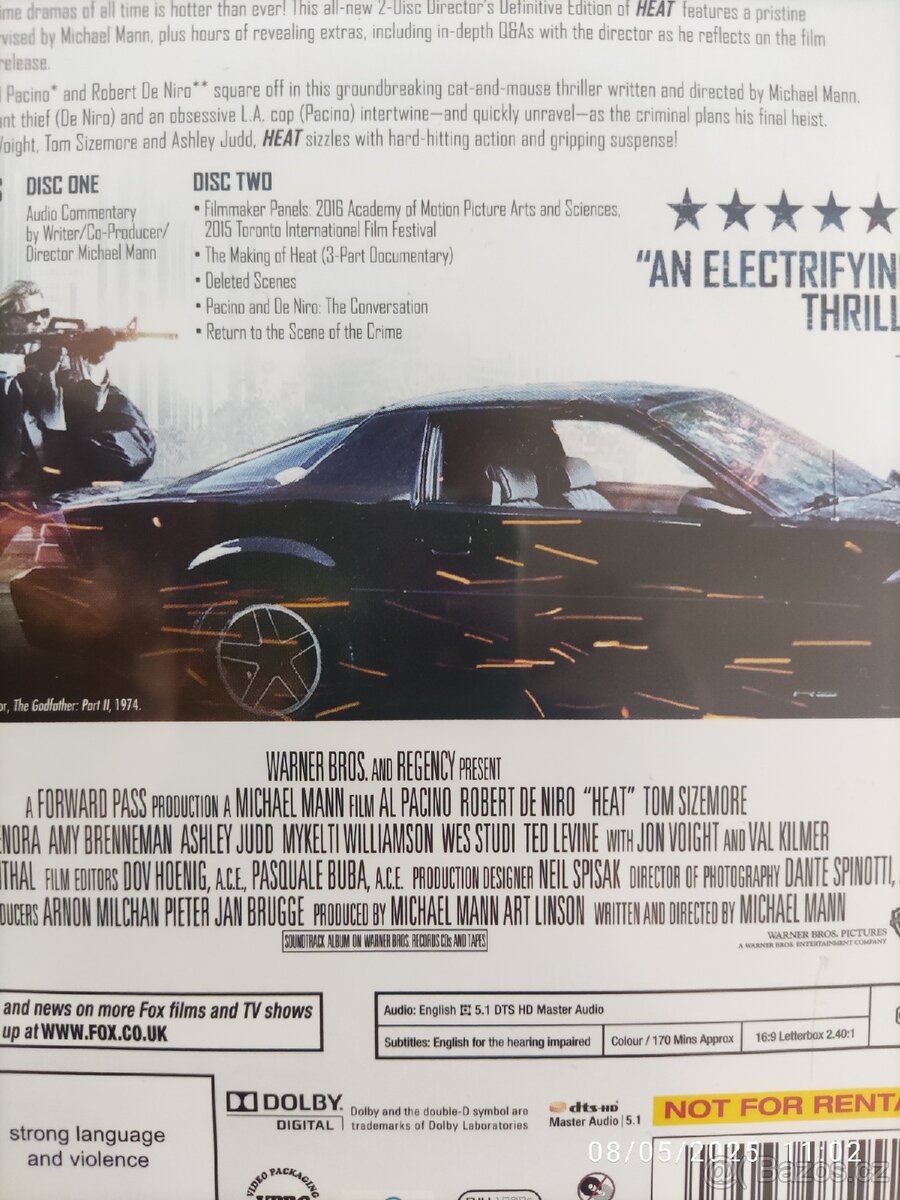 ime dramas of all time is hotter than ever! This all-new 2-Disc Director's Definitive Edition of HEAT features a pristine
vised by Michael Mann, plus hours of revealing extras, including in-depth Q&As with the director as he reflects on the film
release.
Pacino* and Robert De Niro** square off in this groundbreaking cat-and-mouse thriller written and directed by Michael Mann.
nt thief (De Niro) and an obsessive L.A. cop (Pacino) intertwine—and quickly unravel—as the criminal plans his final heist.
Voight, Tom Sizemore and Ashley Judd, HEAT sizzles with hard-hitting action and gripping suspense!
DISC ONE
Audio Commentary
by Writer/Co-Producer/
Director Michael Mann
DISC TWO
• Filmmaker Panels: 2016 Academy of Motion Picture Arts and Sciences,
2015 Toronto International Film Festival
• The Making of Heat (3-Part Documentary)
• Deleted Scenes
• Pacino and De Niro: The Conversation
• Return to the Scene of the Crime
★★★★★
"AN ELECTRIFYIN
THRILL
RS
or, The Godfather: Part II, 1974.
WARNER BROS. AND REGENCY PRESENT
A FORWARD PASS PRODUCTION A MICHAEL MANN FILM AL PACINO ROBERT DE NIRO "HEAT" TOM SIZEMORE
ENORA AMY BRENNEMAN ASHLEY JUDD MYKELTI WILLIAMSON WES STUDI TED LEVINE WITH JON VOIGHT AND VAL KILMER
THAL FILM EDITORS DOV HOENIG, A.C.E., PASQUALE BUBA, A.C.E. PRODUCTION DESIGNER NEIL SPISAK DIRECTOR OF PHOTOGRAPHY DANTE SPINOTTI,
DUCERS ARNON MILCHAN PIETER JAN BRUGGE PRODUCED BY MICHAEL MANN ART LINSON WRITTEN AND DIRECTED BY MICHAEL MANN
SOUNDTRACK ALBUM ON WARNER BROS. RECORDS CDs AND TAPES
WARNER BROS. PICTURES
A WARNER BROS. ENTERTAINMENT COMPANY
and news on more Fox films and TV shows
up at WWW.FOX.CO.UK
Audio: English 5.1 DTS HD Master Audio
Subtitles: English for the hearing impaired
Colour / 170 Mins Approx
16:9 Letterbox 2.40:1
strong language
and violence
DOLBY
DIGITAL
Dolby and the double-D symbol are
trademarks of Dolby Laboratories
dts-HD
Master Audio | 5.1
NOT FOR RENTA
08/05/2025 11:02
VIDEO PACKAGING
Bazos.cz